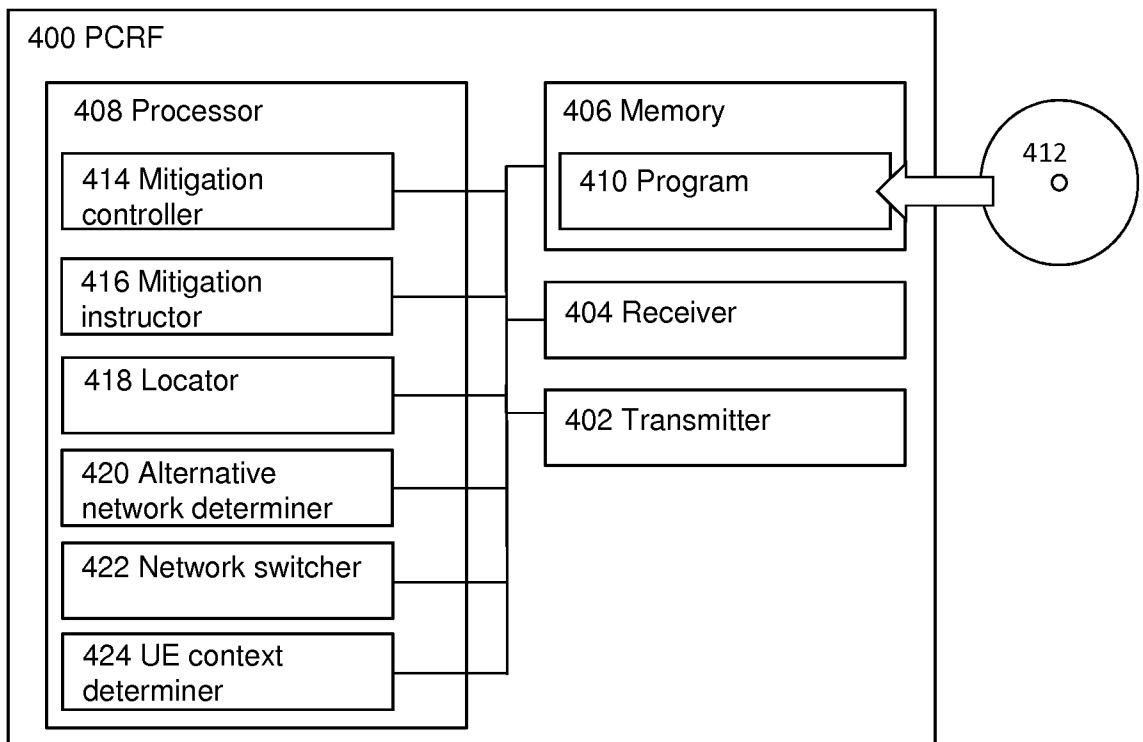 400 PCRF
408 Processor
414 Mitigation
controller
416 Mitigation
instructor
418 Locator
420 Alternative
network determiner
422 Network switcher
424 UE context
determiner
406 Memory
410 Program
404 Receiver
402 Transmitter
412